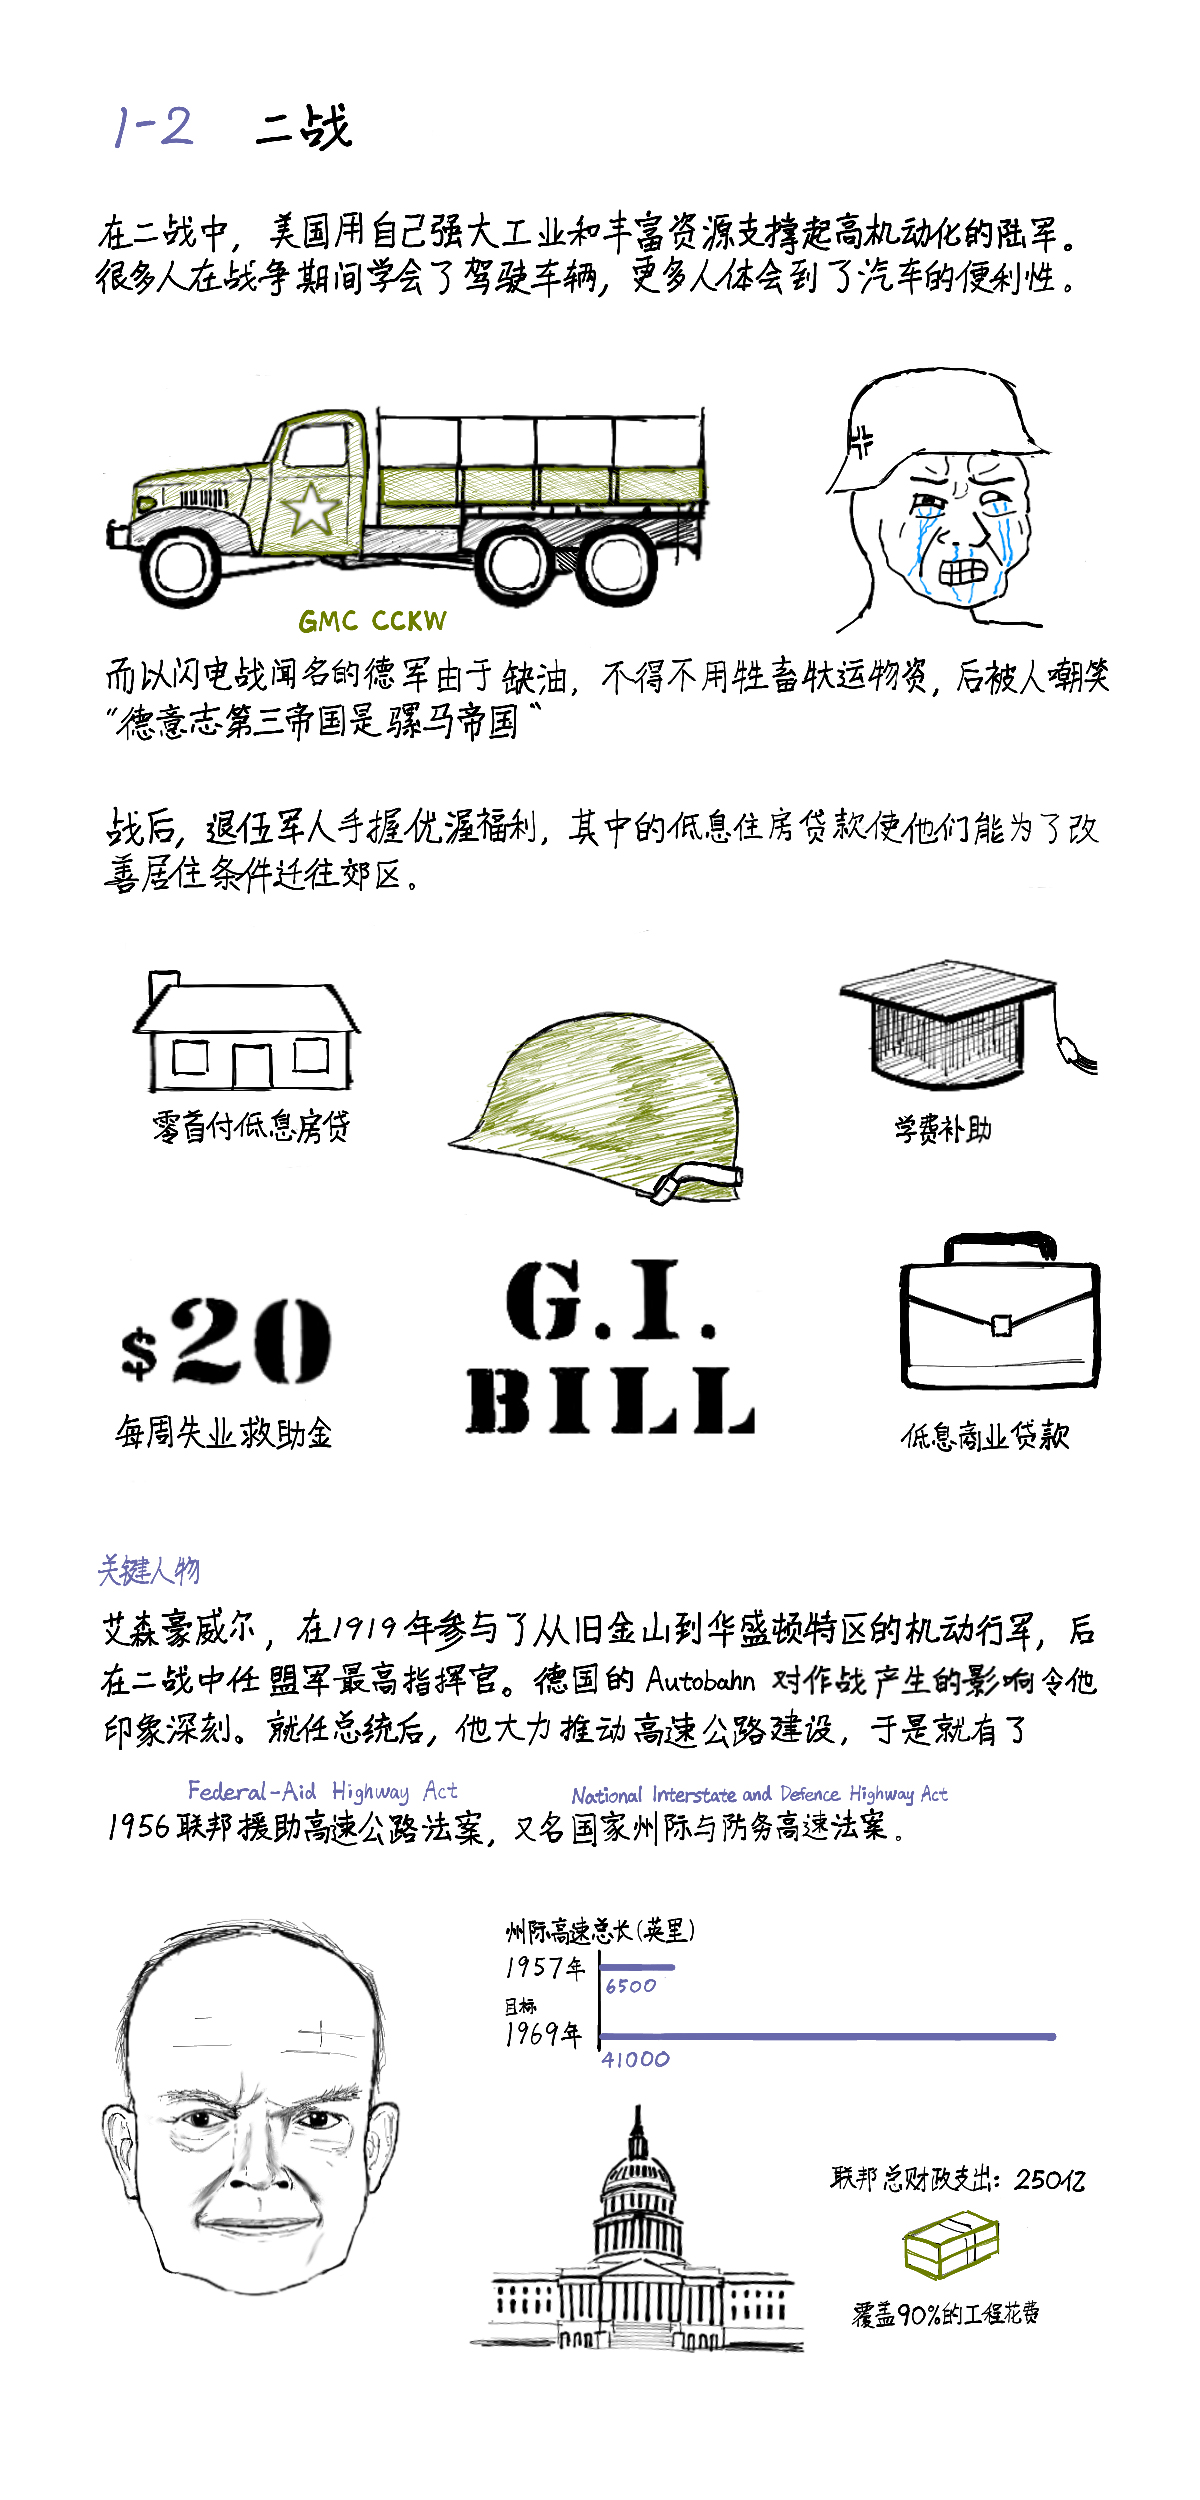 1-2 二战
在二战中，美国用自己强大工业和丰富资源支撑起高机动化的陆军。
很多人在战争期间学会了驾驶车辆，更多人体会到了汽车的便利性。
GMC CCKW
而以闪电战闻名的德军由于缺油，不得不用牲畜驮运物资，后被人嘲笑
“德意志第三帝国是骡马帝国”
战后，退伍军人手握优渥福利，其中的低息住房贷款使他们能为了改
善居住条件迁往郊区。
零首付低息房贷
学费补助
$20
G.I.
BILL
每周失业救助金
低息商业贷款
关键人物
艾森豪威尔，在1919年参与了从旧金山到华盛顿特区的机动行军，后
在二战中任盟军最高指挥官。德国的 Autobahn 对作战产生的影响令他
印象深刻。就任总统后，他大力推动高速公路建设，于是就有了
Federal-Aid Highway Act
National Interstate and Defence Highway Act
1956联邦援助高速公路法案，又名国家州际与防务高速法案。
州际高速总长(英里)
1957年
6500
目标
1969年
41000
联邦总财政支出：250亿
覆盖90%的工程花费